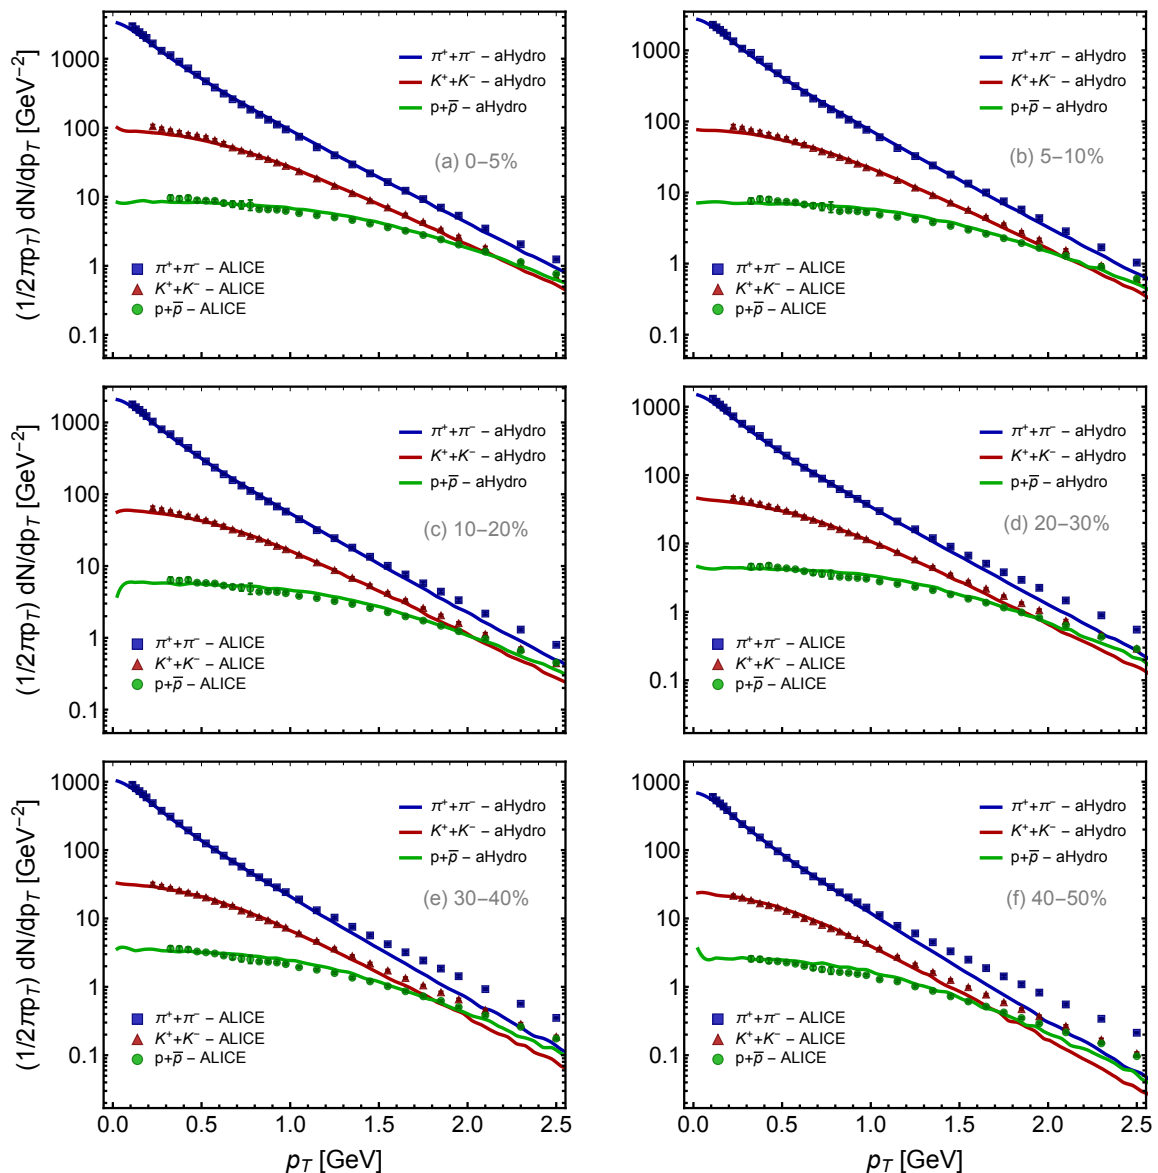 (1/2πp_T) dN/dp_T [GeV⁻²]
1000
100
10
1
0.1
π⁺+π⁻ – aHydro
K⁺+K⁻ – aHydro
p+p̅ – aHydro
(a) 0–5%
π⁺+π⁻ – ALICE
K⁺+K⁻ – ALICE
p+p̅ – ALICE
1000
100
10
1
0.1
π⁺+π⁻ – aHydro
K⁺+K⁻ – aHydro
p+p̅ – aHydro
(b) 5–10%
π⁺+π⁻ – ALICE
K⁺+K⁻ – ALICE
p+p̅ – ALICE
(1/2πp_T) dN/dp_T [GeV⁻²]
1000
100
10
1
0.1
π⁺+π⁻ – aHydro
K⁺+K⁻ – aHydro
p+p̅ – aHydro
(c) 10–20%
π⁺+π⁻ – ALICE
K⁺+K⁻ – ALICE
p+p̅ – ALICE
1000
100
10
1
0.1
π⁺+π⁻ – aHydro
K⁺+K⁻ – aHydro
p+p̅ – aHydro
(d) 20–30%
π⁺+π⁻ – ALICE
K⁺+K⁻ – ALICE
p+p̅ – ALICE
(1/2πp_T) dN/dp_T [GeV⁻²]
1000
100
10
1
0.1
π⁺+π⁻ – aHydro
K⁺+K⁻ – aHydro
p+p̅ – aHydro
(e) 30–40%
π⁺+π⁻ – ALICE
K⁺+K⁻ – ALICE
p+p̅ – ALICE
0.0 0.5 1.0 1.5 2.0 2.5
p_T [GeV]
1000
100
10
1
0.1
π⁺+π⁻ – aHydro
K⁺+K⁻ – aHydro
p+p̅ – aHydro
(f) 40–50%
π⁺+π⁻ – ALICE
K⁺+K⁻ – ALICE
p+p̅ – ALICE
0.0 0.5 1.0 1.5 2.0 2.5
p_T [GeV]